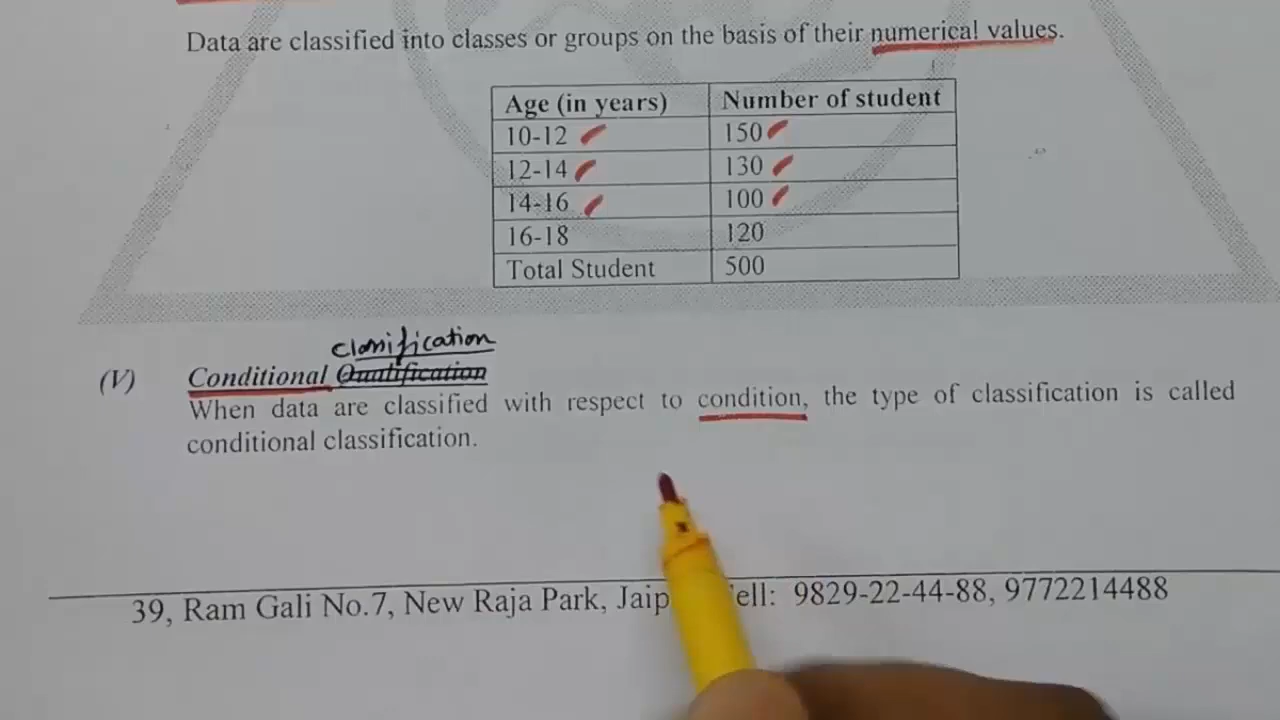 Data are classified into classes or groups on the basis of their numerical values.
Age (in years) Number of student
10-12 150
12-14 130
14-16 100
16-18 120
Total Student 500
classification
(V) Conditional Qualification
When data are classified with respect to condition, the type of classification is called
conditional classification.
39, Ram Gali No.7, New Raja Park, Jaip ell: 9829-22-44-88, 9772214488